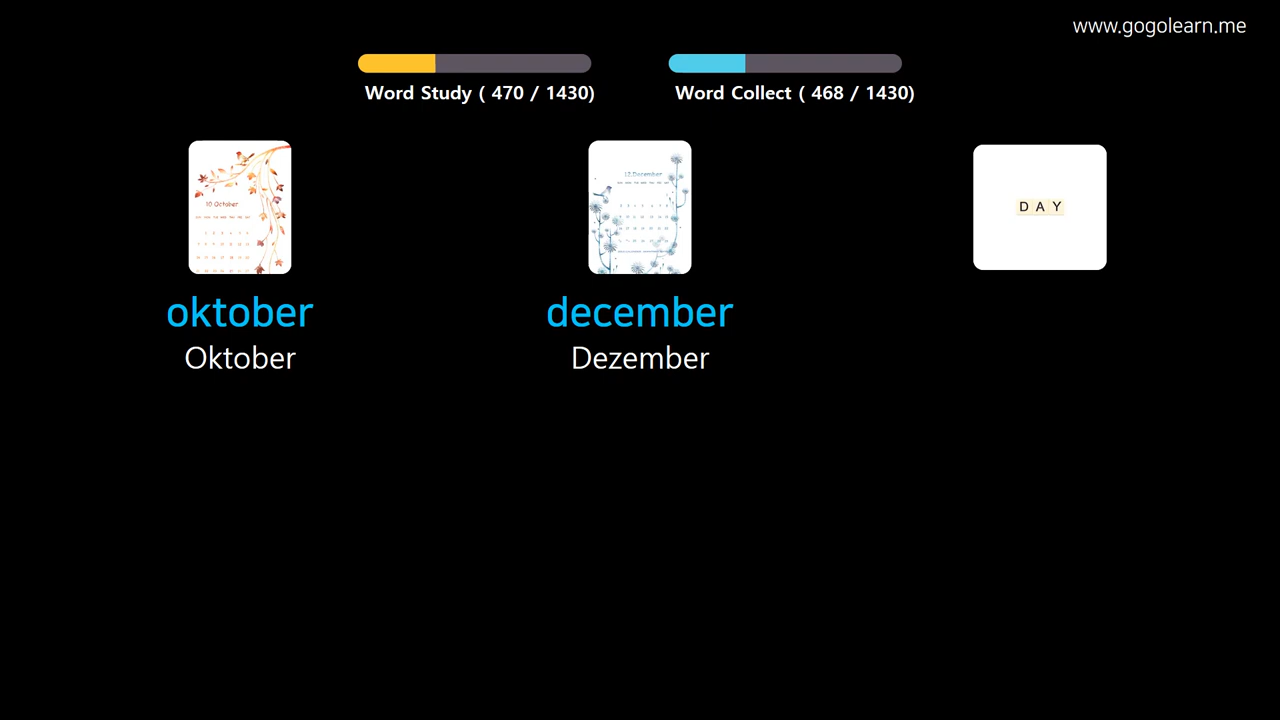 www.gogolearn.me
Word Study ( 470 / 1430)
Word Collect ( 468 / 1430)
10 October
12 December
D A Y
oktober
december
Oktober
Dezember